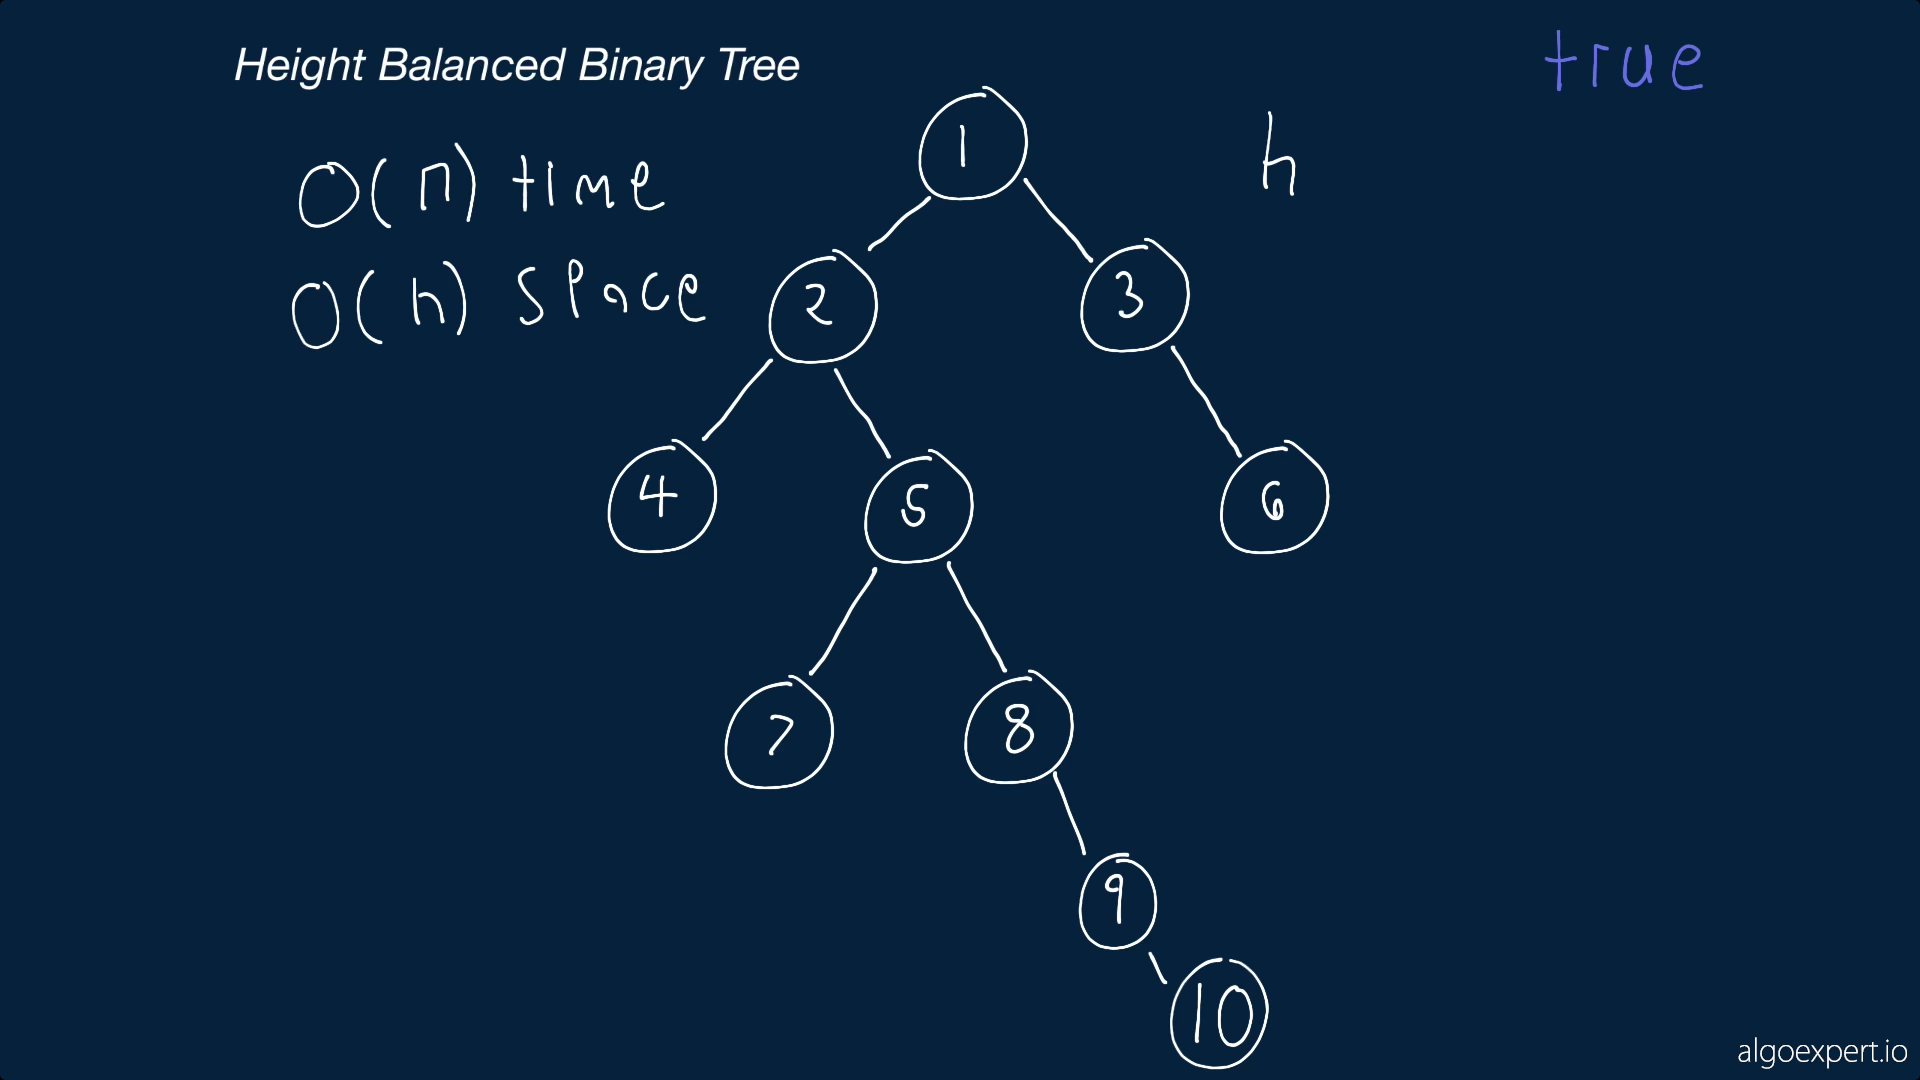 Height Balanced Binary Tree
true
O(n) time
h
O(h) space
1
2
3
4
5
6
7
8
9
10
algoexpert.io